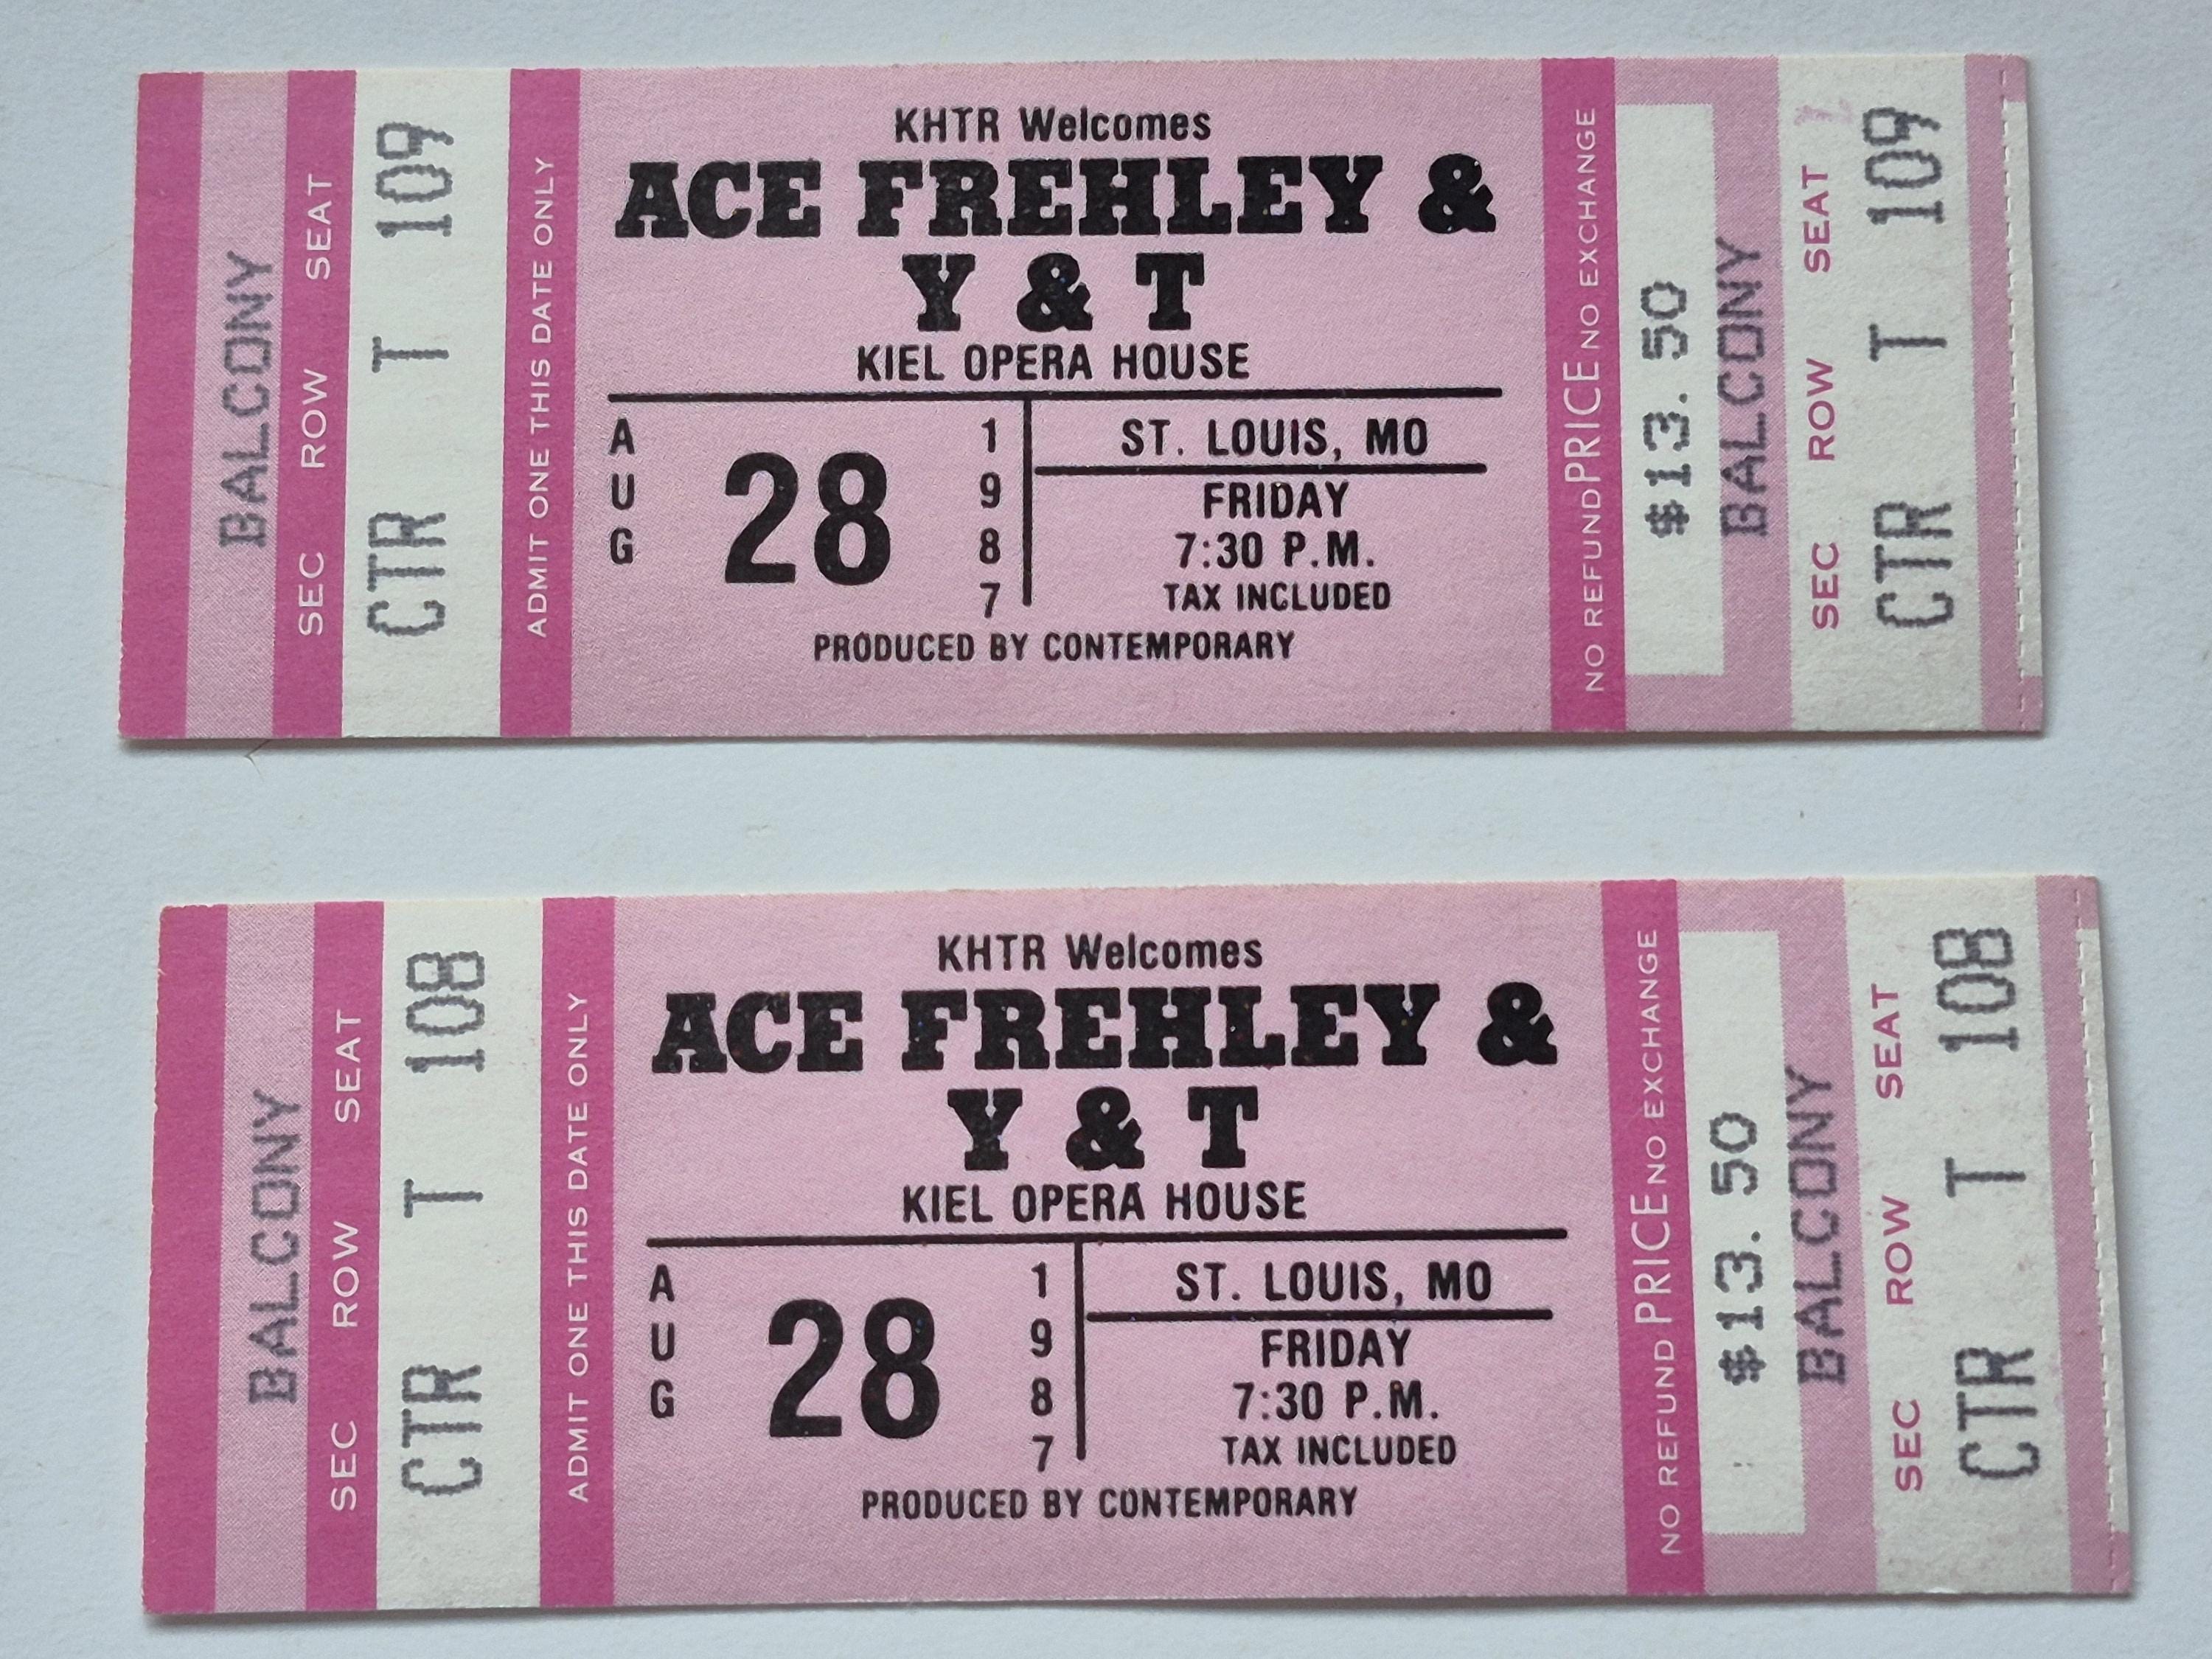 BALCONY
SEC ROW SEAT
CTR T 109
ADMIT ONE THIS DATE ONLY
KHTR Welcomes
ACE FREHLEY &
Y & T
KIEL OPERA HOUSE
AUG 28 1987
ST. LOUIS, MO
FRIDAY
7:30 P.M.
TAX INCLUDED
PRODUCED BY CONTEMPORARY
NO REFUND PRICE NO EXCHANGE
$13.50
BALCONY
SEC ROW SEAT
CTR T 109
BALCONY
SEC ROW SEAT
CTR T 108
ADMIT ONE THIS DATE ONLY
KHTR Welcomes
ACE FREHLEY &
Y & T
KIEL OPERA HOUSE
AUG 28 1987
ST. LOUIS, MO
FRIDAY
7:30 P.M.
TAX INCLUDED
PRODUCED BY CONTEMPORARY
NO REFUND PRICE NO EXCHANGE
$13.50
BALCONY
SEC ROW SEAT
CTR T 108